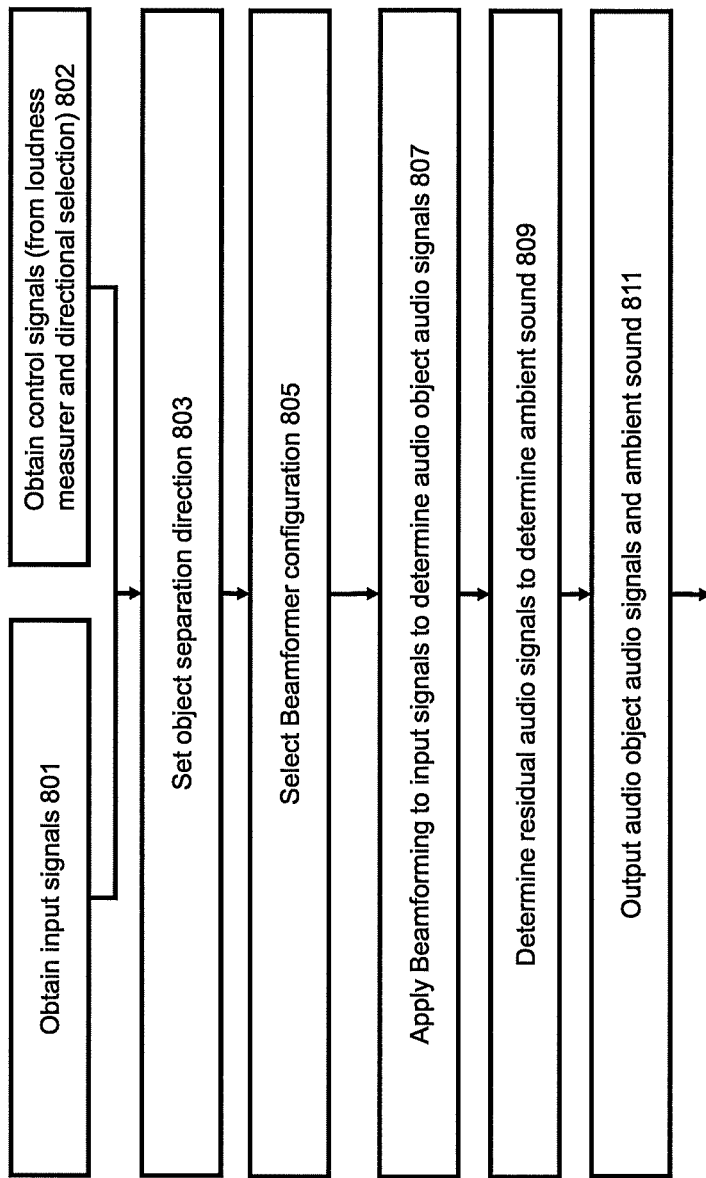 Obtain input signals 801
Obtain control signals (from loudness
measurer and directional selection) 802
Set object separation direction 803
Select Beamformer configuration 805
Apply Beamforming to input signals to determine audio object audio signals 807
Determine residual audio signals to determine ambient sound 809
Output audio object audio signals and ambient sound 811